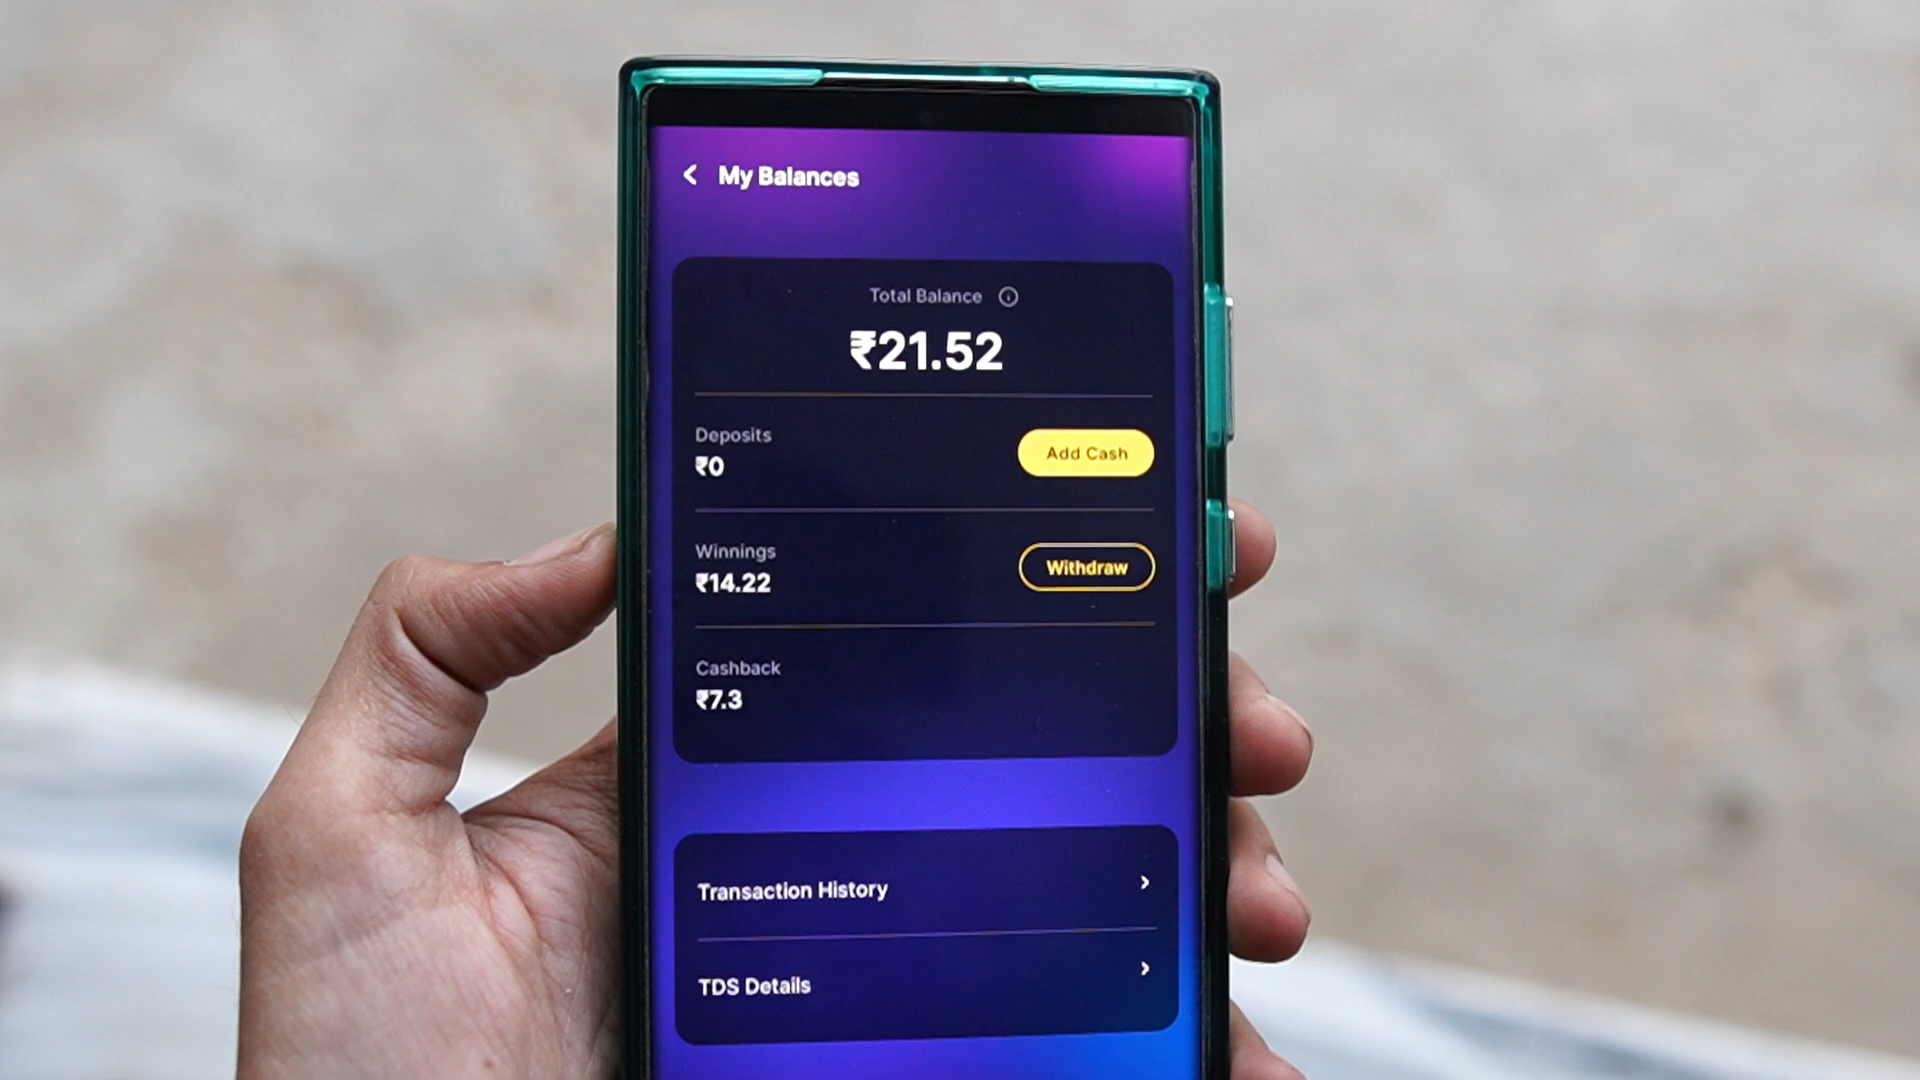 My Balances
Total Balance
₹21.52
Deposits
₹0
Add Cash
Winnings
₹14.22
Withdraw
Cashback
₹7.3
Transaction History
TDS Details